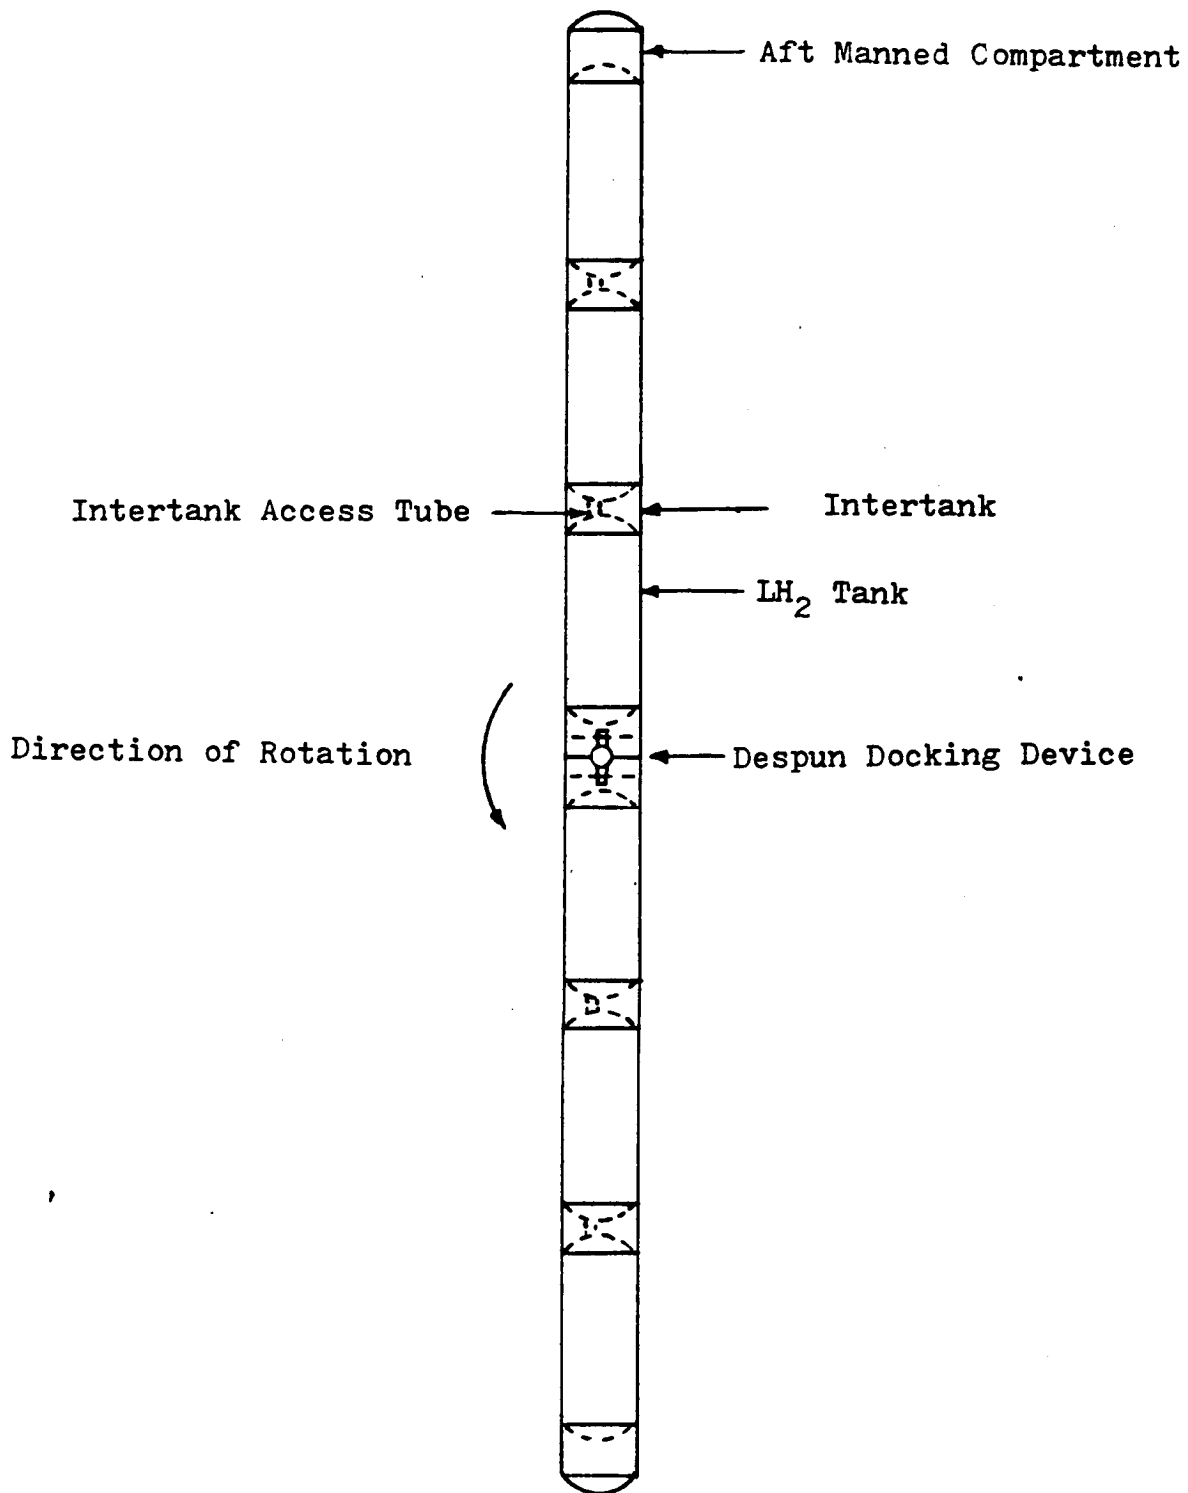 Aft Manned Compartment
Intertank Access Tube
Intertank
LH2 Tank
Direction of Rotation
Despun Docking Device